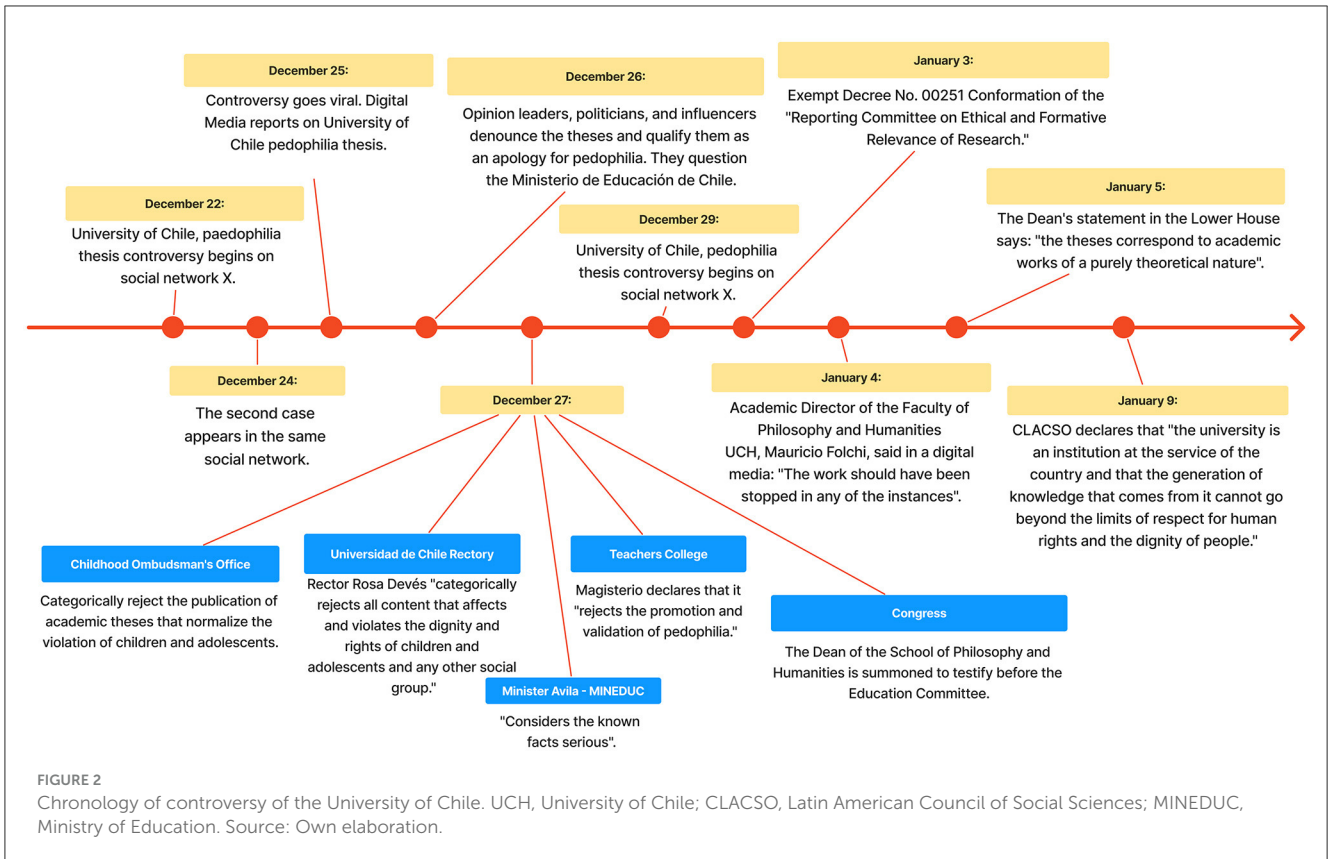 December 25:
Controversy goes viral. Digital
Media reports on University of
Chile pedophilia thesis.
December 26:
Opinion leaders, politicians, and influencers
denounce the theses and qualify them as
an apology for pedophilia. They question
the Ministerio de Educación de Chile.
January 3:
Exempt Decree No. 00251 Conformation of the
"Reporting Committee on Ethical and Formative
Relevance of Research."
December 22:
University of Chile, paedophilia
thesis controversy begins on
social network X.
December 29:
University of Chile, pedophilia
thesis controversy begins on
social network X.
January 5:
The Dean's statement in the Lower House
says: "the theses correspond to academic
works of a purely theoretical nature".
December 24:
The second case
appears in the same
social network.
December 27:
January 4:
Academic Director of the Faculty of
Philosophy and Humanities
UCH, Mauricio Folchi, said in a digital
media: "The work should have been
stopped in any of the instances".
January 9:
CLACSO declares that "the university is
an institution at the service of the
country and that the generation of
knowledge that comes from it cannot go
beyond the limits of respect for human
rights and the dignity of people."
Childhood Ombudsman's Office
Categorically reject the publication of
academic theses that normalize the
violation of children and adolescents.
Universidad de Chile Rectory
Rector Rosa Devés "categorically
rejects all content that affects
and violates the dignity and
rights of children and
adolescents and any other social
group."
Minister Avila - MINEDUC
"Considers the known
facts serious".
Teachers College
Magisterio declares that it
"rejects the promotion and
validation of pedophilia."
Congress
The Dean of the School of Philosophy and
Humanities is summoned to testify before the
Education Committee.
FIGURE 2
Chronology of controversy of the University of Chile. UCH, University of Chile; CLACSO, Latin American Council of Social Sciences; MINEDUC,
Ministry of Education. Source: Own elaboration.